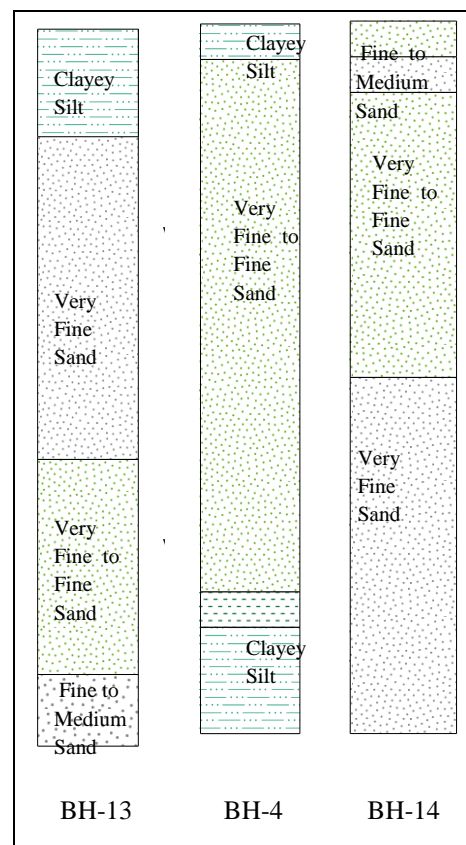 Clayey
Silt
Very
Fine
Sand
Very
Fine to
Fine
Sand
Fine to
Medium
Sand
BH-13
Clayey
Silt
Very
Fine to
Fine
Sand
Clayey
Silt
BH-4
Fine to
Medium
Sand
Very
Fine to
Fine
Sand
Very
Fine
Sand
BH-14